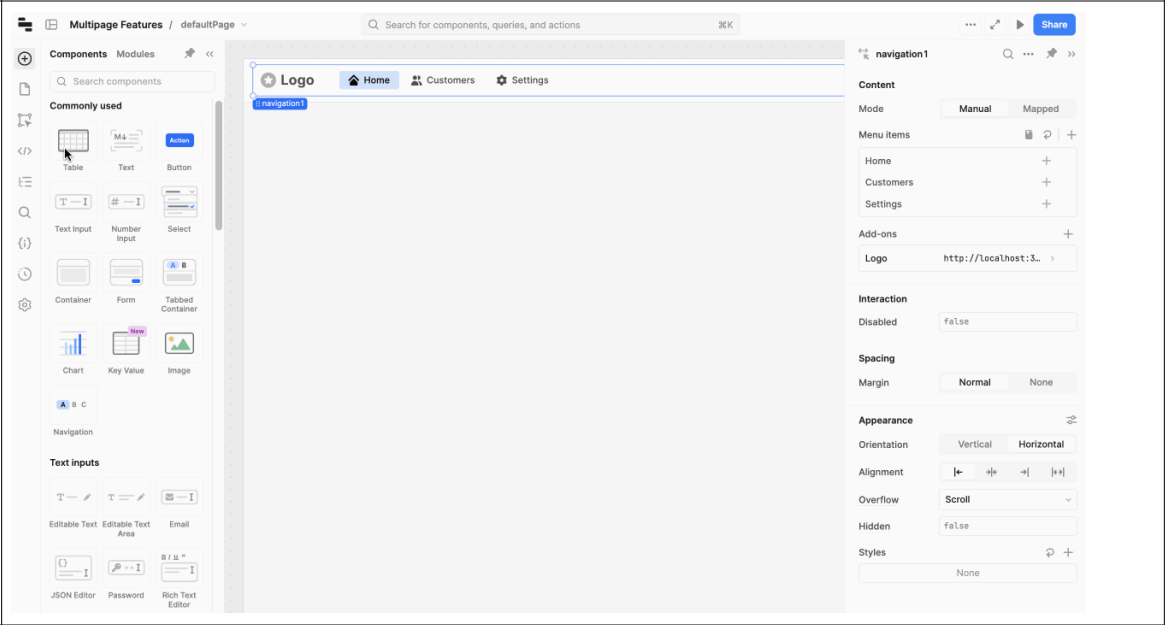 Multipage Features / defaultPage
Search for components, queries, and actions ⌘K
Share
Components Modules
Search components
Commonly used
Table
M↓
Text
Action
Button
T
Text Input
#
Number
Input
Select
Container
Form
A B
Tabbed
Container
Chart
New
Key Value
Image
A B C
Navigation
Text inputs
T
Editable Text
T
Editable Text
Area
Email
{}
JSON Editor
Password
B I U "
Rich Text
Editor
Logo Home Customers Settings
navigation1
navigation1
Content
Mode Manual Mapped
Menu items
Home
Customers
Settings
Add-ons
Logo http://localhost:3…
Interaction
Disabled false
Spacing
Margin Normal None
Appearance
Orientation Vertical Horizontal
Alignment
Overflow Scroll
Hidden false
Styles
None